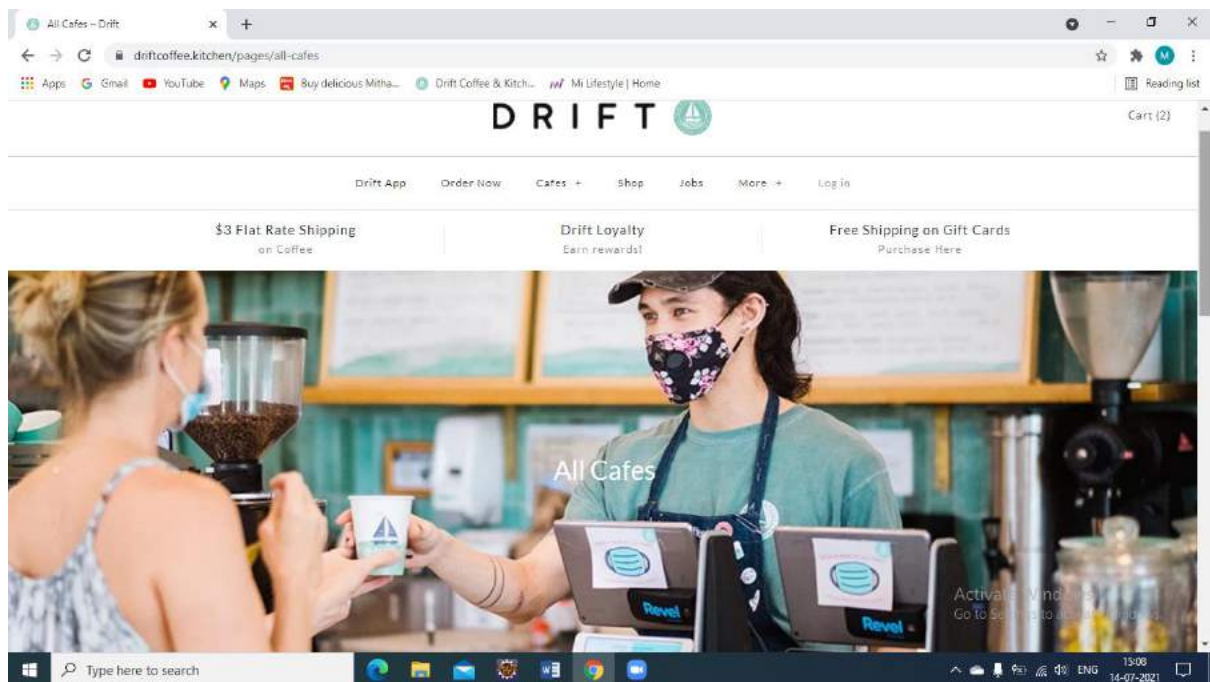 All Cafes – Drift
driftcoffee.kitchen/pages/all-cafes
M
Apps Gmail YouTube Maps Buy delicious Mitha... Drift Coffee & Kitch... Mi Lifestyle | Home Reading list
DRIFT
Cart (2)
Drift App Order Now Cafes + Shop Jobs More + Log in
$3 Flat Rate Shipping
on Coffee
Drift Loyalty
Earn rewards!
Free Shipping on Gift Cards
Purchase Here
All Cafes
Revel
Revel
Type here to search
ENG
15:08
14-07-2021